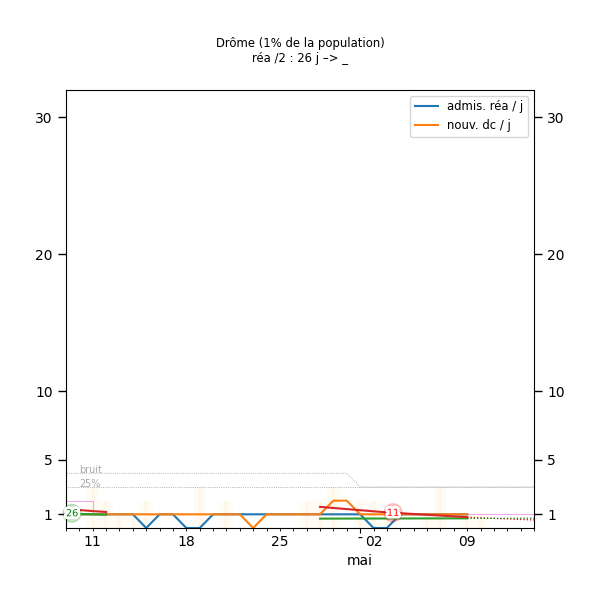 Drôme (1% de la population)
réa /2 : 26 j –> _
admis. réa / j
nouv. dc / j
30 30
20 20
10 10
5 5
bruit
25%
1 26 11 1
11 18 25 - 02 09
mai